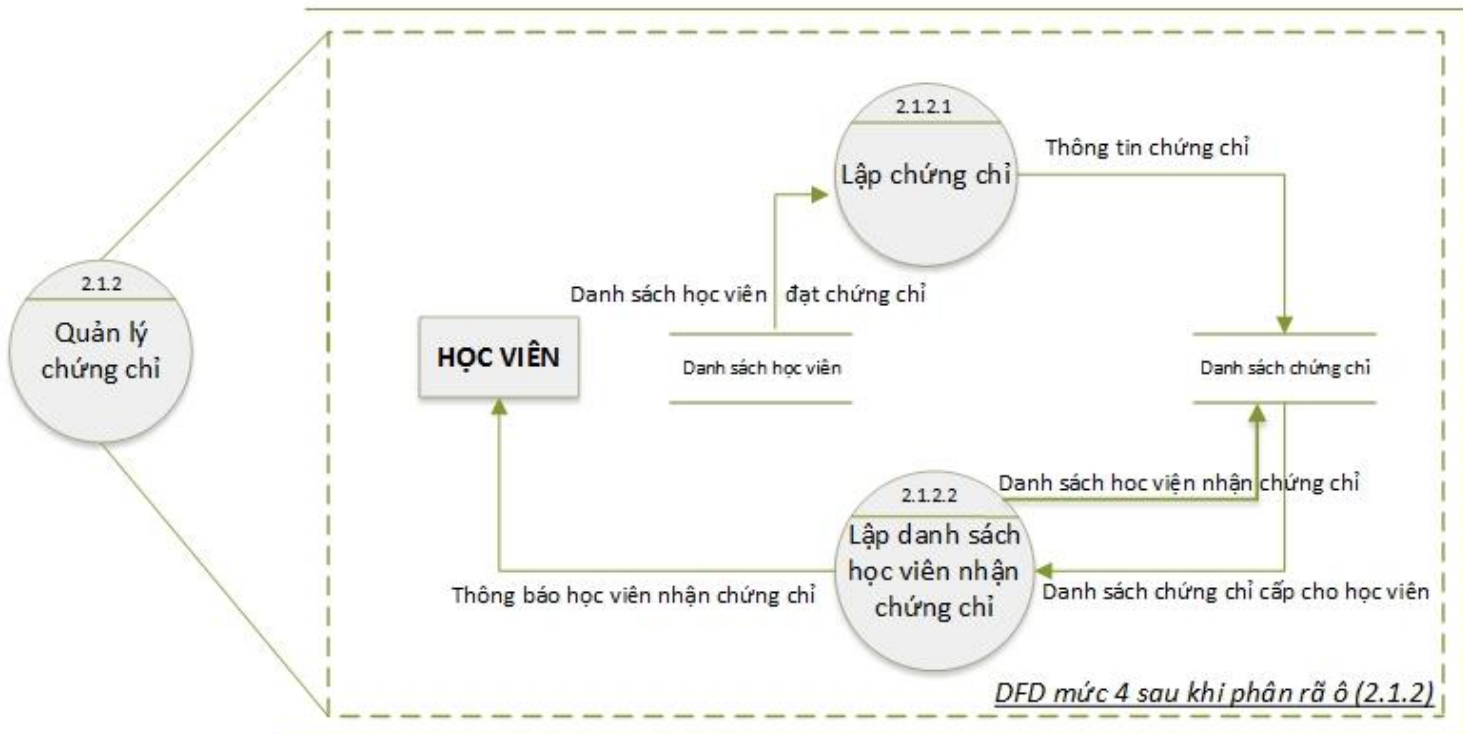 2.1.2.1
Lập chứng chỉ
Thông tin chứng chỉ
2.1.2
Quản lý
chứng chỉ
Danh sách học viên đạt chứng chỉ
HỌC VIÊN
Danh sách học viên
Danh sách chứng chỉ
2.1.2.2
Lập danh sách
học viên nhận
chứng chỉ
Danh sách học viện nhận chứng chỉ
Thông báo học viên nhận chứng chỉ
Danh sách chứng chỉ cấp cho học viên
DFD mức 4 sau khi phân rã ô (2.1.2)